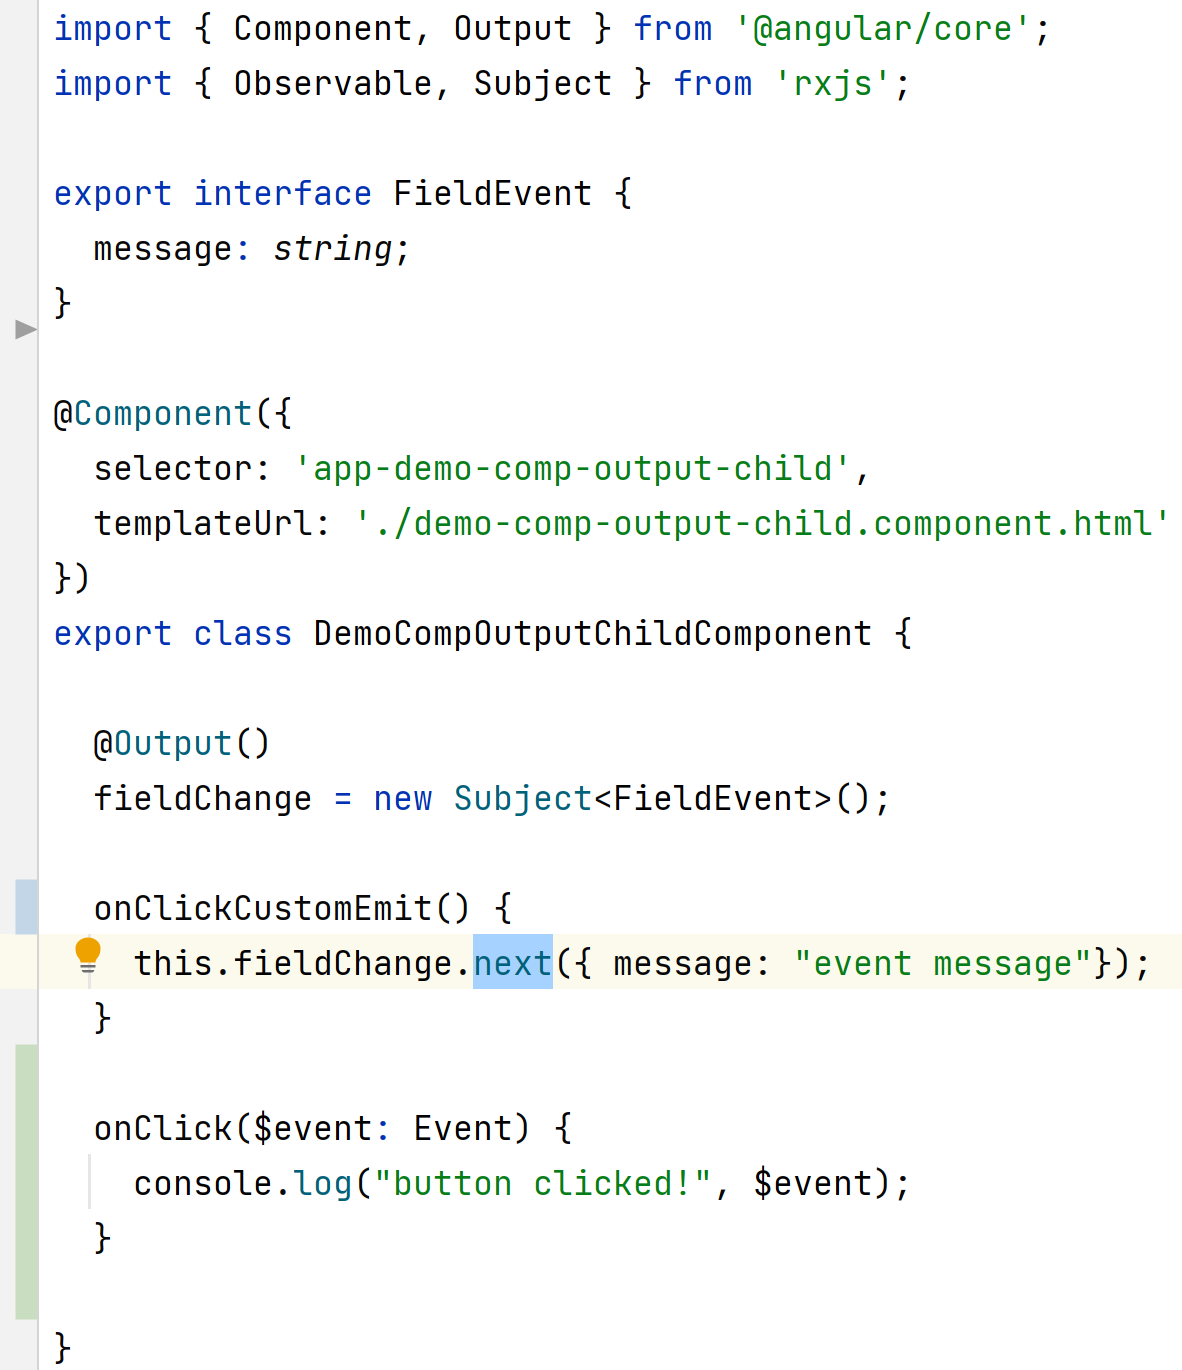 import { Component, Output } from '@angular/core';
import { Observable, Subject } from 'rxjs';
export interface FieldEvent {
  message: string;
}
@Component({
  selector: 'app-demo-comp-output-child',
  templateUrl: './demo-comp-output-child.component.html'
})
export class DemoCompOutputChildComponent {
  @Output()
  fieldChange = new Subject<FieldEvent>();
  onClickCustomEmit() {
    this.fieldChange.next({ message: "event message"});
  }
  onClick($event: Event) {
    console.log("button clicked!", $event);
  }
}